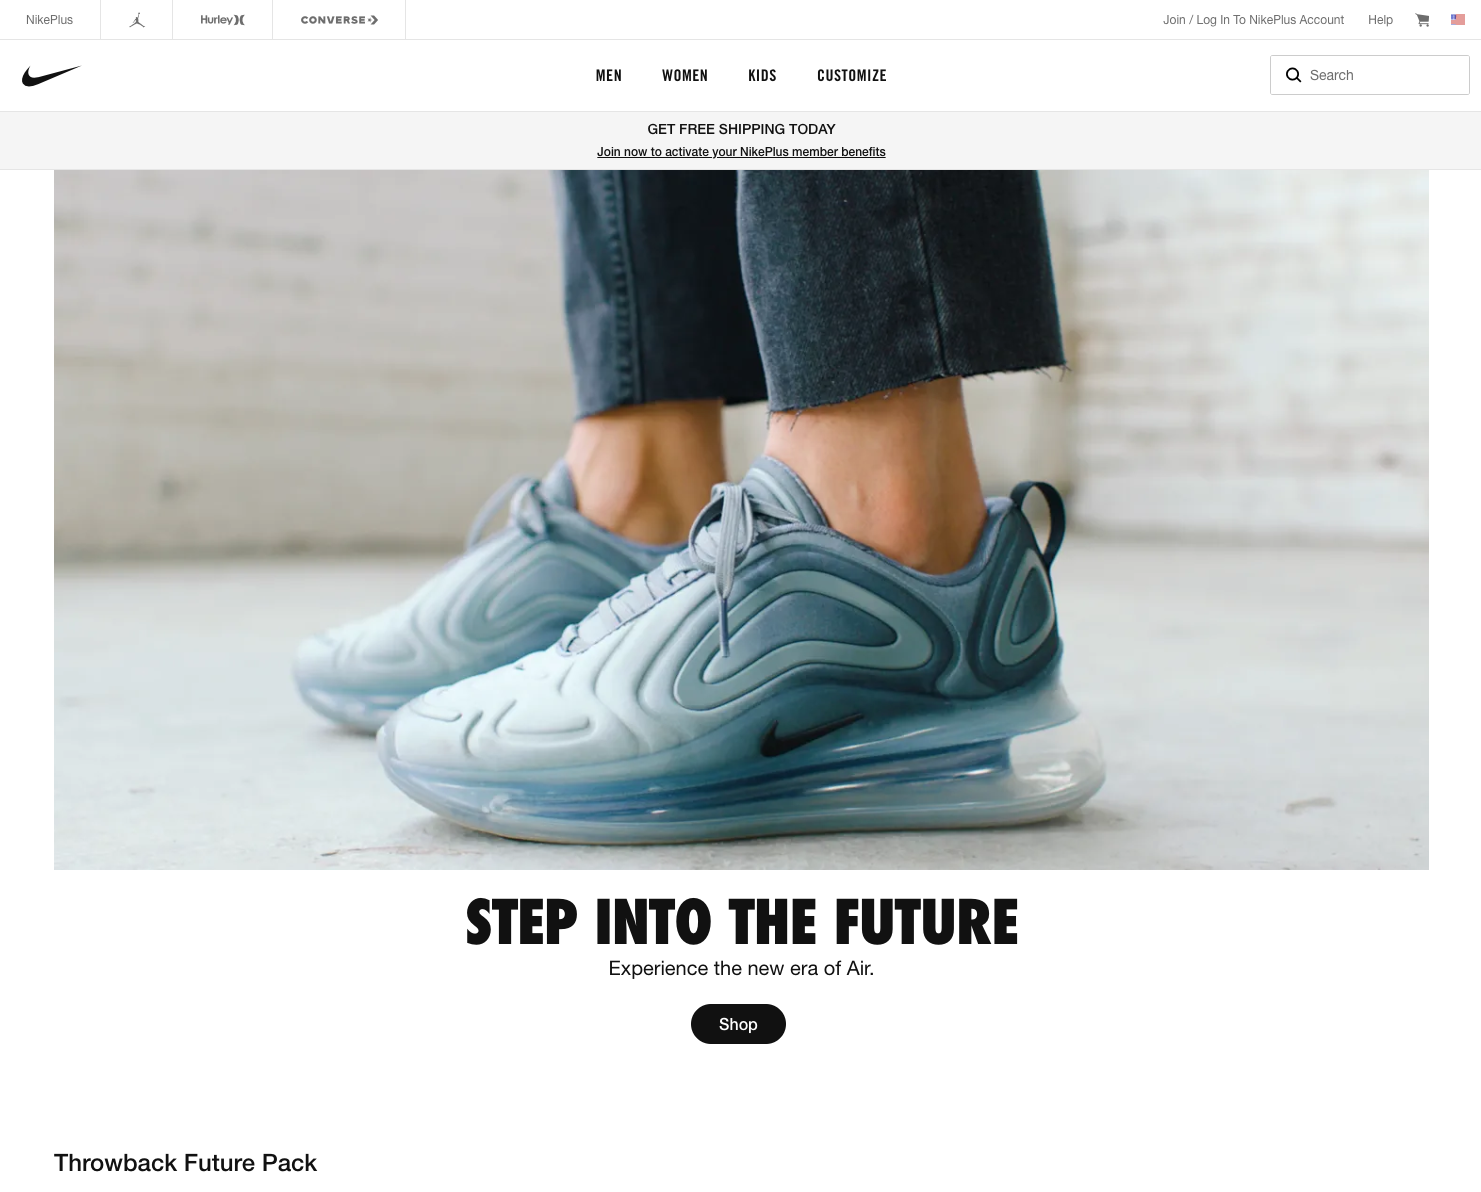 NikePlus
Hurley
CONVERSE
Join / Log In To NikePlus Account
Help
MEN
WOMEN
KIDS
CUSTOMIZE
Search
GET FREE SHIPPING TODAY
Join now to activate your NikePlus member benefits
STEP INTO THE FUTURE
Experience the new era of Air.
Shop
Throwback Future Pack